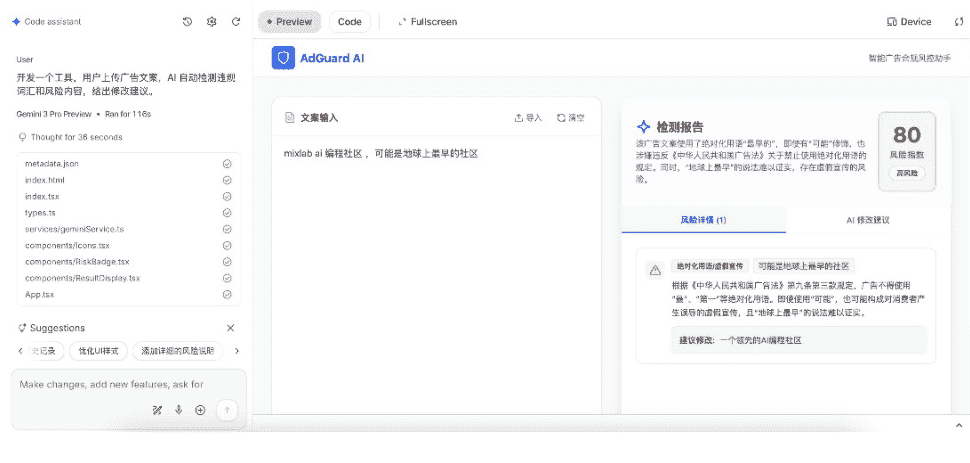 Code assistant
User
开发一个工具，用户上传广告文案，AI 自动检测违规
词汇和风险内容，给出修改建议。
Gemini 3 Pro Preview • Ran for 116s
Thought for 36 seconds
metadata.json
index.html
index.tsx
types.ts
services/geminiService.ts
components/Icons.tsx
components/RiskBadge.tsx
components/ResultDisplay.tsx
App.tsx
Suggestions
史记录
优化UI样式
添加详细的风险说明
Make changes, add new features, ask for
Preview
Code
Fullscreen
Device
AdGuard AI
智能广告合规风控助手
文案输入
导入
清空
mixlab ai 编程社区 ，可能是地球上最早的社区
检测报告
该广告文案使用了绝对化用语“最早的”，即使有“可能”修饰，也
涉嫌违反《中华人民共和国广告法》关于禁止使用绝对化用语的
规定。同时，“地球上最早”的说法难以证实，存在虚假宣传的风
险。
80
风险指数
高风险
风险详情 (1)
AI 修改建议
绝对化用语/虚假宣传
可能是地球上最早的社区
根据《中华人民共和国广告法》第九条第三款规定，广告不得使用
“最”、“第一”等绝对化用语。即使使用“可能”，也可能构成对消费者产
生误导的虚假宣传，且“地球上最早”的说法难以证实。
建议修改: 一个领先的AI编程社区